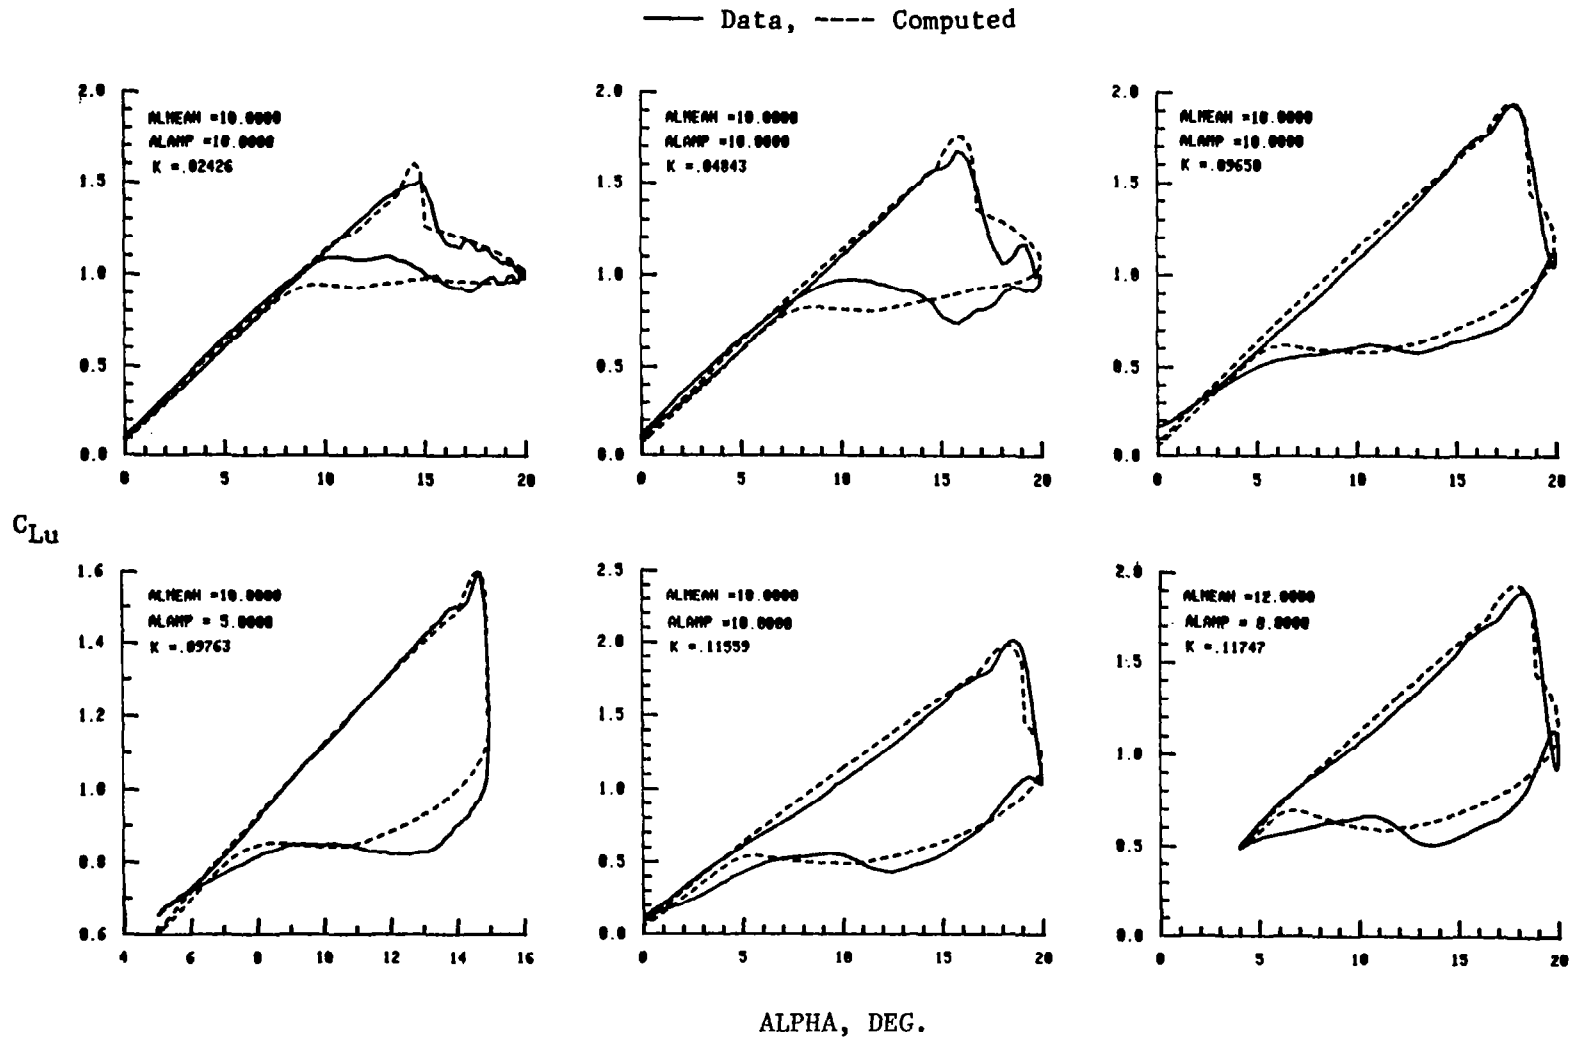 Data, Computed
2.0
1.5
1.0
0.5
0.0
ALMEAN =10.0000
ALAMP =10.0000
K =.02426
0 5 10 15 20
2.0
1.5
1.0
0.5
0.0
ALMEAN =10.0000
ALAMP =10.0000
K =.04843
0 5 10 15 20
2.0
1.5
1.0
0.5
0.0
ALMEAN =10.0000
ALAMP =10.0000
K =.09650
0 5 10 15 20
CLu
1.6
1.4
1.2
1.0
0.8
0.6
ALMEAN =10.0000
ALAMP = 5.0000
K =.09763
4 6 8 10 12 14 16
2.5
2.0
1.5
1.0
0.5
0.0
ALMEAN =10.0000
ALAMP =10.0000
K =.11559
0 5 10 15 20
2.0
1.5
1.0
0.5
0.0
ALMEAN =12.0000
ALAMP = 8.0000
K =.11747
0 5 10 15 20
ALPHA, DEG.